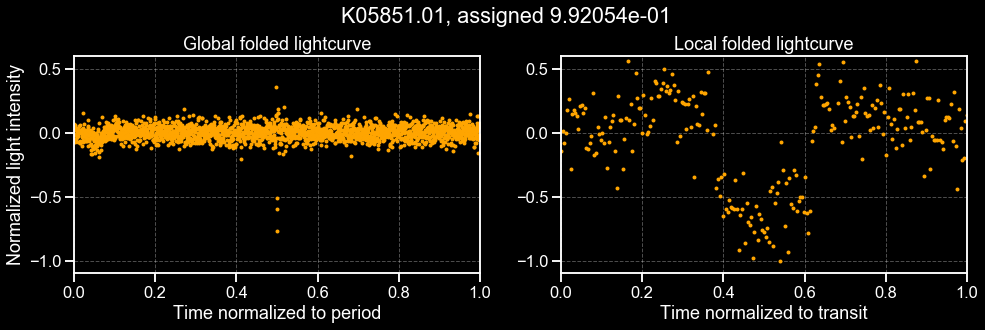 K05851.01, assigned 9.92054e-01
Global folded lightcurve
Local folded lightcurve
Normalized light intensity
0.5
0.0
−0.5
−1.0
0.0 0.2 0.4 0.6 0.8 1.0
Time normalized to period
0.5
0.0
−0.5
−1.0
0.0 0.2 0.4 0.6 0.8 1.0
Time normalized to transit